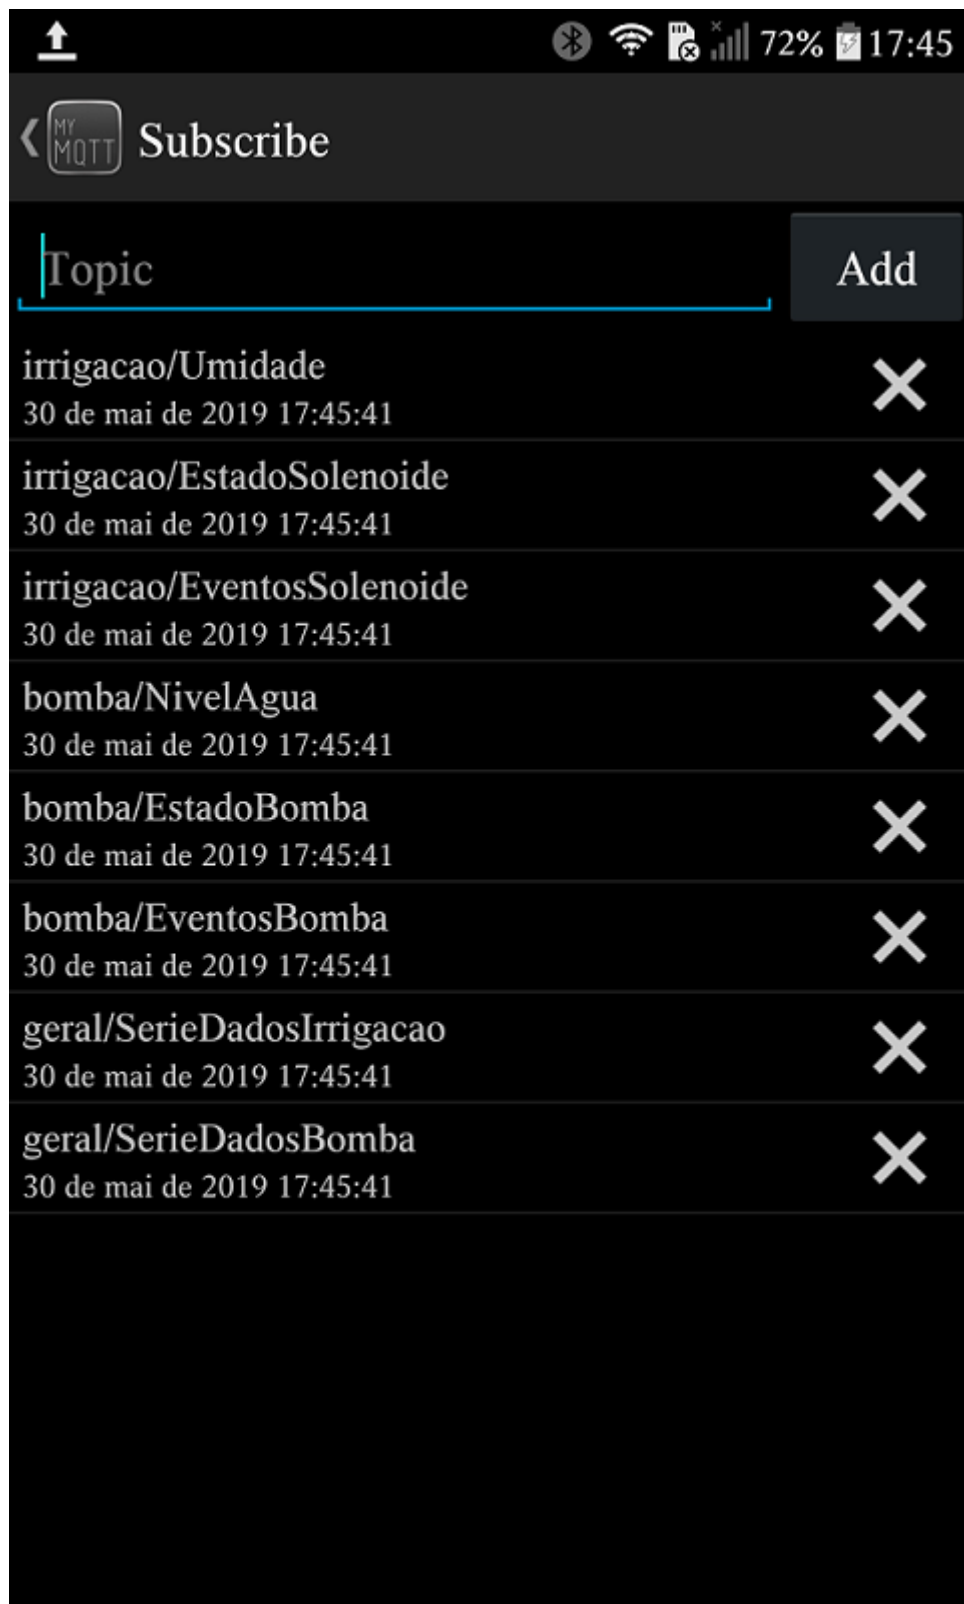 72% 17:45
MY
MQTT
Subscribe
Topic
Add
irrigacao/Umidade
30 de mai de 2019 17:45:41
irrigacao/EstadoSolenoide
30 de mai de 2019 17:45:41
irrigacao/EventosSolenoide
30 de mai de 2019 17:45:41
bomba/NivelAgua
30 de mai de 2019 17:45:41
bomba/EstadoBomba
30 de mai de 2019 17:45:41
bomba/EventosBomba
30 de mai de 2019 17:45:41
geral/SerieDadosIrrigacao
30 de mai de 2019 17:45:41
geral/SerieDadosBomba
30 de mai de 2019 17:45:41